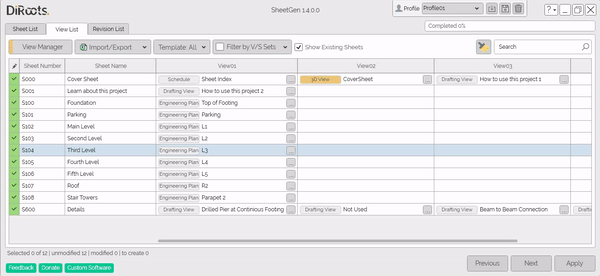 DiRoots
SheetGen 1.4.0.0
Profile Profile01
Sheet List View List Revision List
Completed 0%
View Manager Import/Export Template: All Filter by V/S Sets Show Existing Sheets Search
Sheet Number Sheet Name View01 View02 View03
S000 Cover Sheet Schedule Sheet Index ... 3D View CoverSheet ... Drafting View How to use this project 1 ...
S001 Learn about this project Drafting View How to use this project 2 ...
S100 Foundation Engineering Plan Top of Footing ...
S101 Parking Engineering Plan Parking ...
S102 Main Level Engineering Plan L1 ...
S103 Second Level Engineering Plan L2 ...
S104 Third Level Engineering Plan L3 ...
S105 Fourth Level Engineering Plan L4 ...
S106 Fifth Level Engineering Plan L5 ...
S107 Roof Engineering Plan R2 ...
S108 Stair Towers Engineering Plan Parapet 2 ...
S600 Details Drafting View Drilled Pier at Continious Footing ... Drafting View Not Used ... Drafting View Beam to Beam Connection ... Drafting
Selected 0 of 12 | unmodified 12 | modified 0 | to create 0
Feedback Donate Custom Software
Previous Next Apply